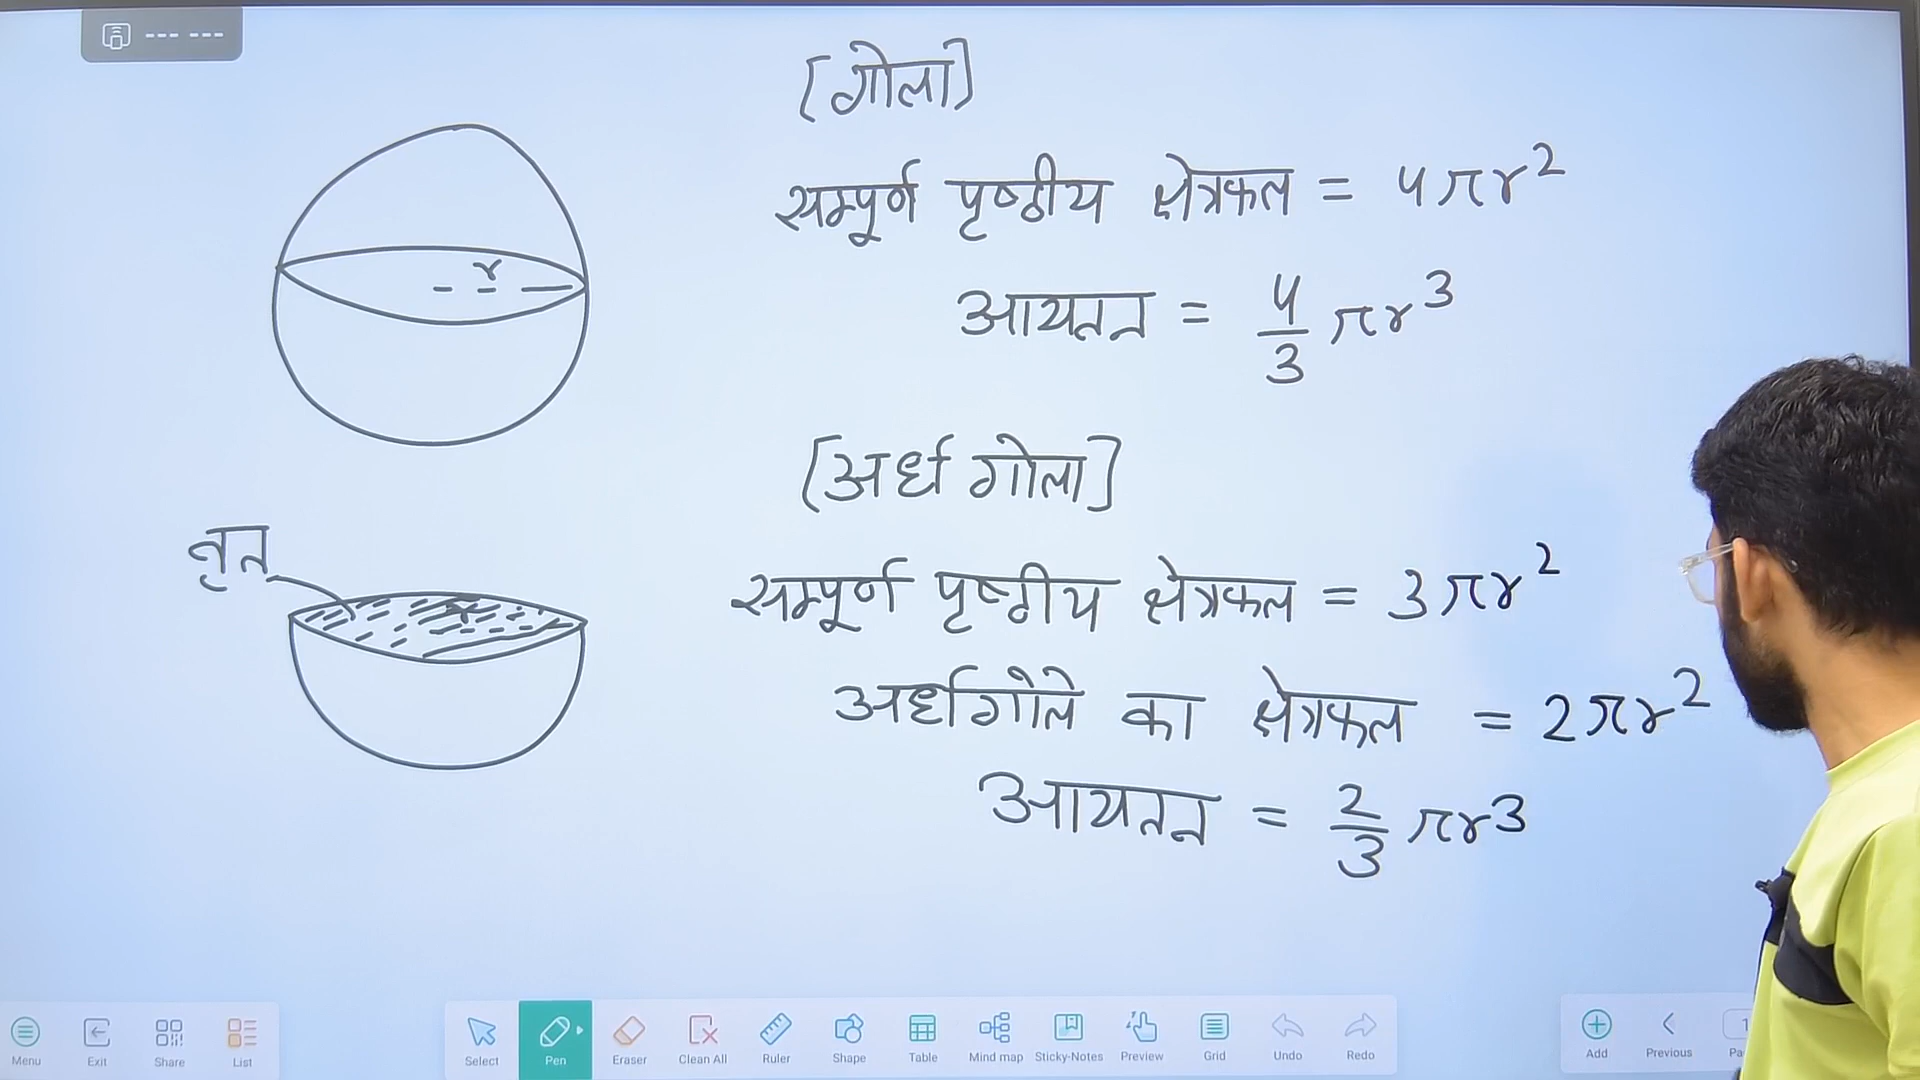 --- ---
[गोला]
सम्पूर्ण पृष्ठीय क्षेत्रफल = 4πr²
r
आयतन = 4/3 πr³
[अर्ध गोला]
वृत
r
सम्पूर्ण पृष्ठीय क्षेत्रफल = 3πr²
अर्धगोले का क्षेत्रफल = 2πr²
आयतन = 2/3 πr³
Menu Exit Share List Select Pen Eraser Clean All Ruler Shape Table Mind map Sticky-Notes Preview Grid Undo Redo Add Previous